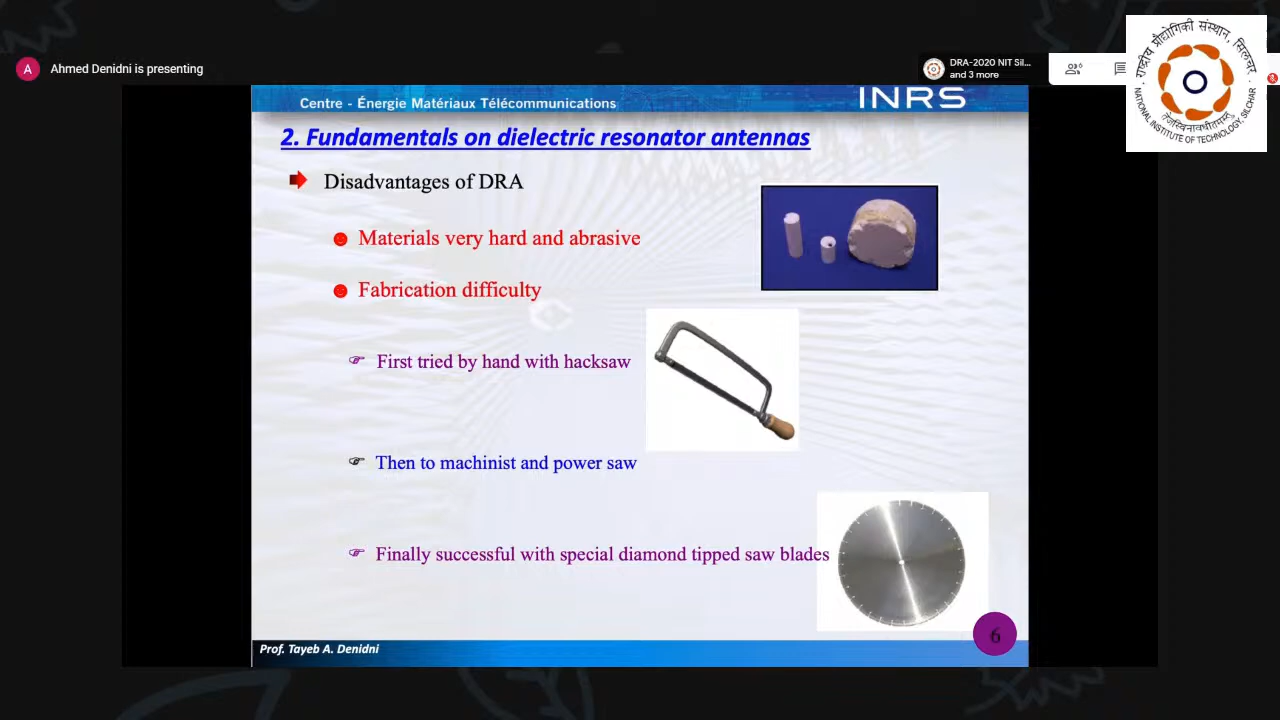 A
Ahmed Denidni is presenting
DRA-2020 NIT Sil...
and 3 more
6
राष्ट्रीय प्रौद्योगिकी संस्थान, सिलचर
NATIONAL INSTITUTE OF TECHNOLOGY, SILCHAR
Centre - Énergie Matériaux Télécommunications
INRS
2. Fundamentals on dielectric resonator antennas
Disadvantages of DRA
Materials very hard and abrasive
Fabrication difficulty
First tried by hand with hacksaw
Then to machinist and power saw
Finally successful with special diamond tipped saw blades
6
Prof. Tayeb A. Denidni